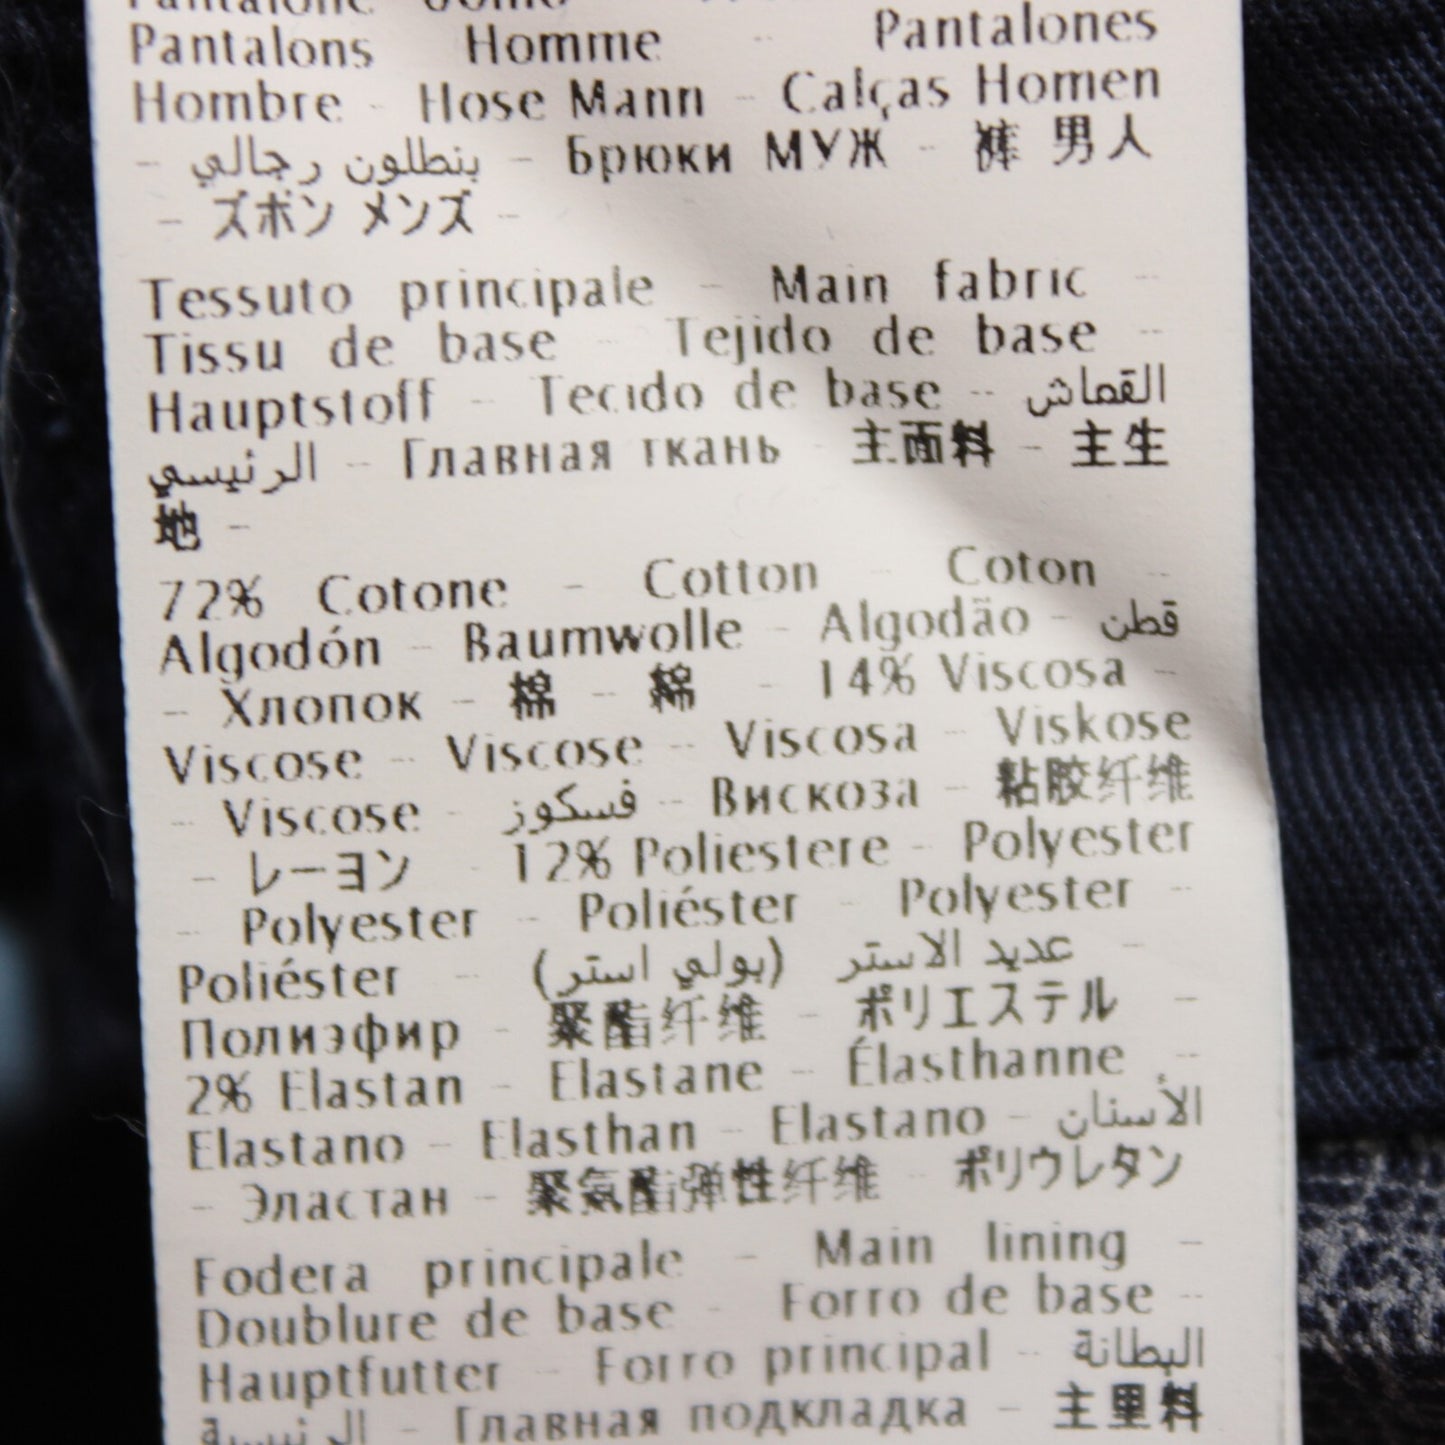 Pantalone Uomo
Pantalons Homme - Pantalones
Hombre - Hose Mann - Calças Homen
- بنطلون رجالي - Брюки МУЖ - 裤 男人
- ズボン メンズ -
Tessuto principale - Main fabric -
Tissu de base - Tejido de base -
Hauptstoff - Tecido de base - القماش
الرئيسي - Главная ткань - 主面料 - 主生
地 -
72% Cotone - Cotton - Coton -
Algodón - Baumwolle - Algodão - قطن
- Хлопок - 棉 - 綿 - 14% Viscosa -
Viscose - Viscose - Viscosa - Viskose
- Viscose - فسكوز - Вискоза - 粘胶纤维
- レーヨン - 12% Poliestere - Polyester
- Polyester - Poliéster - Polyester -
Poliéster - عديد الاستر (بولي استر) -
Полиэфир - 聚酯纤维 - ポリエステル -
2% Elastan - Elastane - Élasthanne -
Elastano - Elasthan - Elastano - الأسنان
- Эластан - 聚氨酯弹性纤维 - ポリウレタン
Fodera principale - Main lining -
Doublure de base - Forro de base -
Hauptfutter - Forro principal - البطانة
الرئيسية - Главная подкладка - 主里料